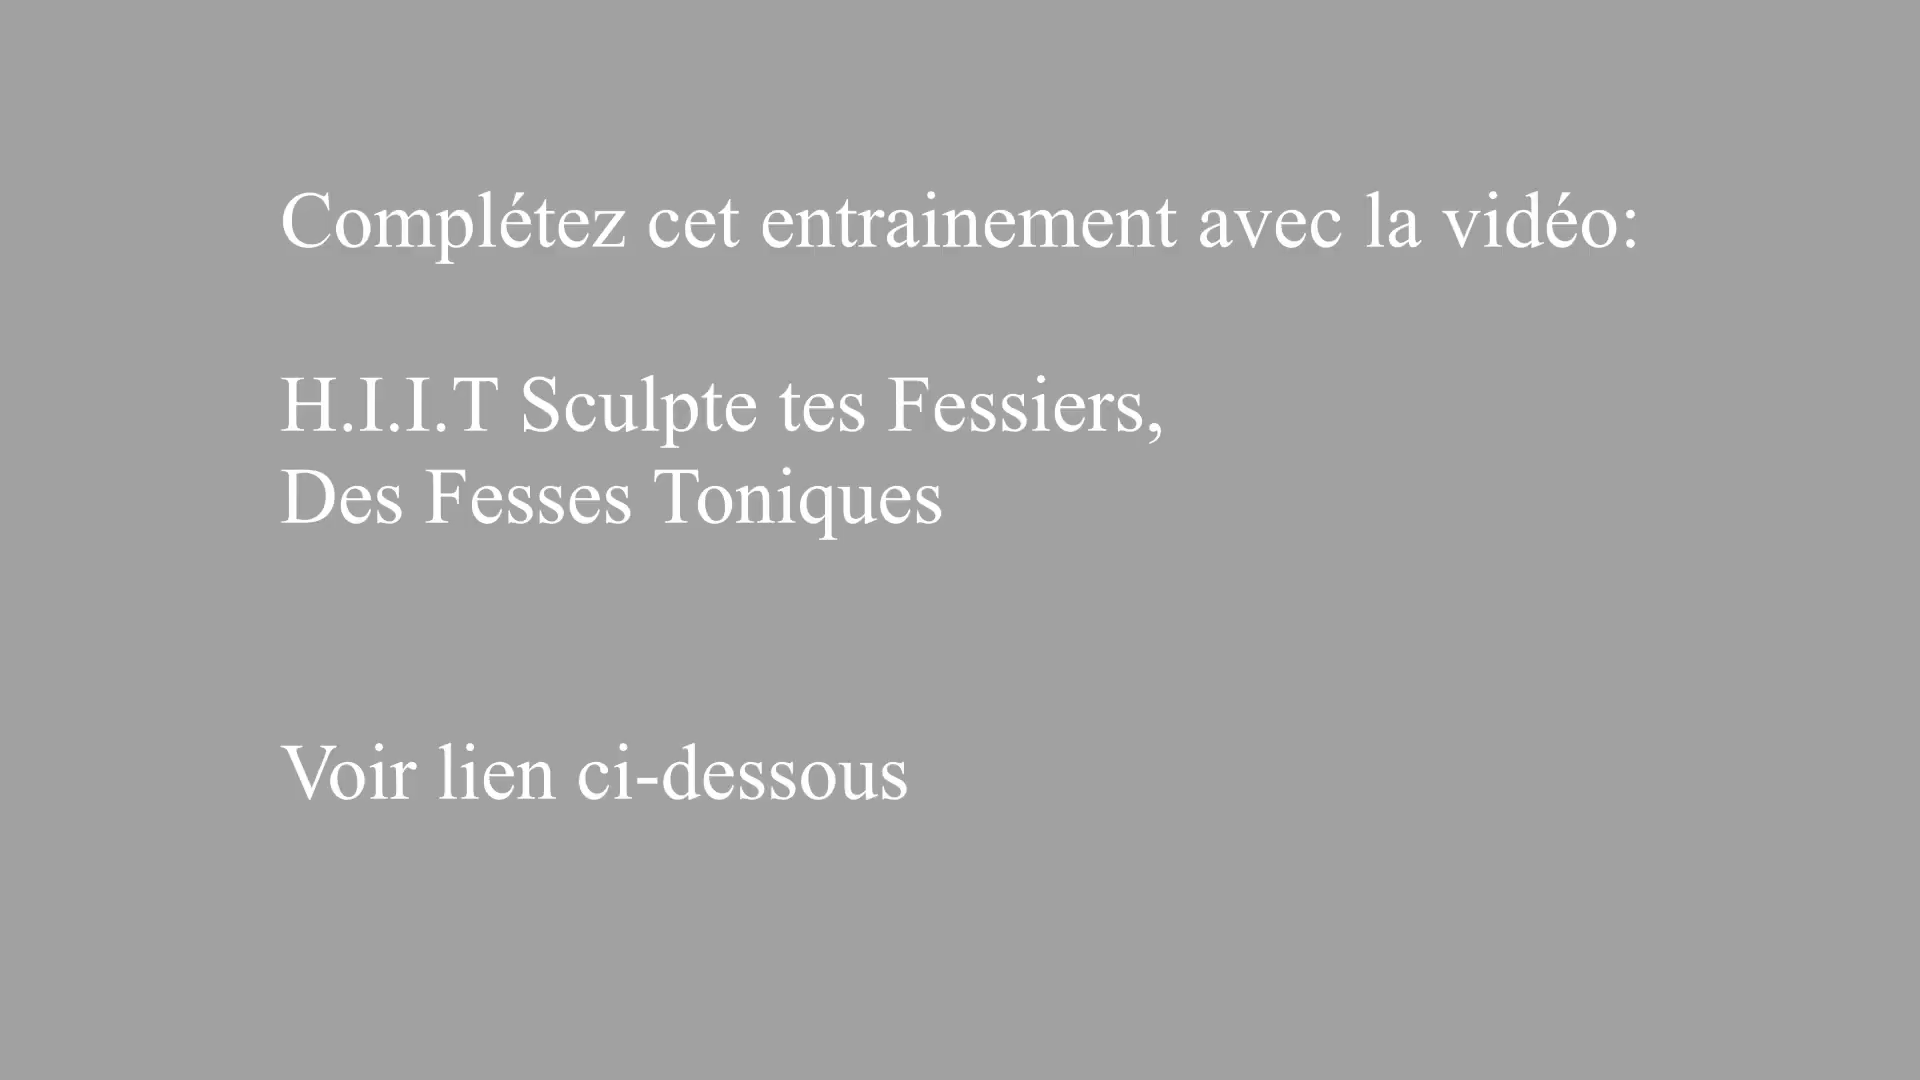 Complétez cet entrainement avec la vidéo:
H.I.I.T Sculpte tes Fessiers,
Des Fesses Toniques
Voir lien ci-dessous